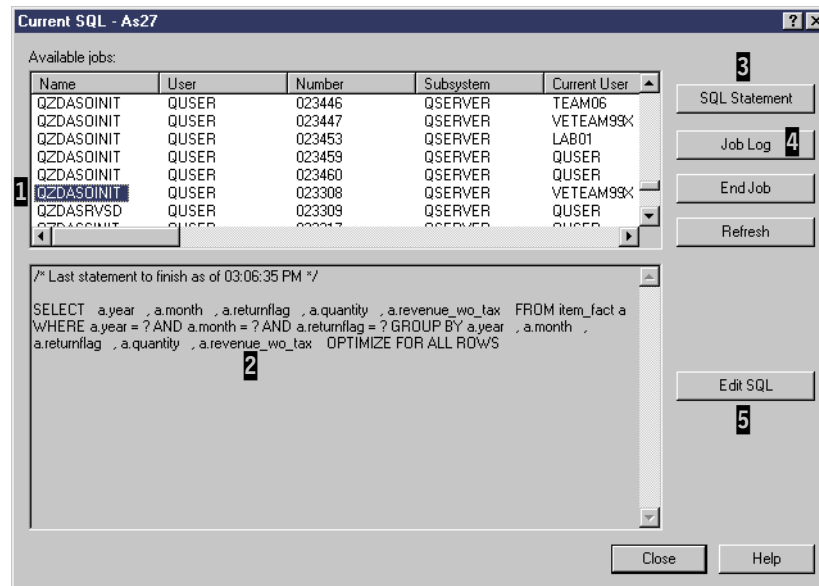 Current SQL - As27
Available jobs:
Name User Number Subsystem Current User
QZDASOINIT QUSER 023446 QSERVER TEAM06
QZDASOINIT QUSER 023447 QSERVER VETEAM99X
QZDASOINIT QUSER 023453 QSERVER LAB01
QZDASOINIT QUSER 023459 QSERVER QUSER
QZDASOINIT QUSER 023460 QSERVER QUSER
1 QZDASOINIT QUSER 023308 QSERVER VETEAM99X
QZDASRVSD QUSER 023309 QSERVER QUSER
3
SQL Statement
Job Log 4
End Job
Refresh
/* Last statement to finish as of 03:06:35 PM */
SELECT a.year , a.month , a.returnflag , a.quantity , a.revenue_wo_tax FROM item_fact a
WHERE a.year = ? AND a.month = ? AND a.returnflag = ? GROUP BY a.year , a.month ,
a.returnflag , a.quantity , a.revenue_wo_tax OPTIMIZE FOR ALL ROWS
2
Edit SQL
5
Close Help